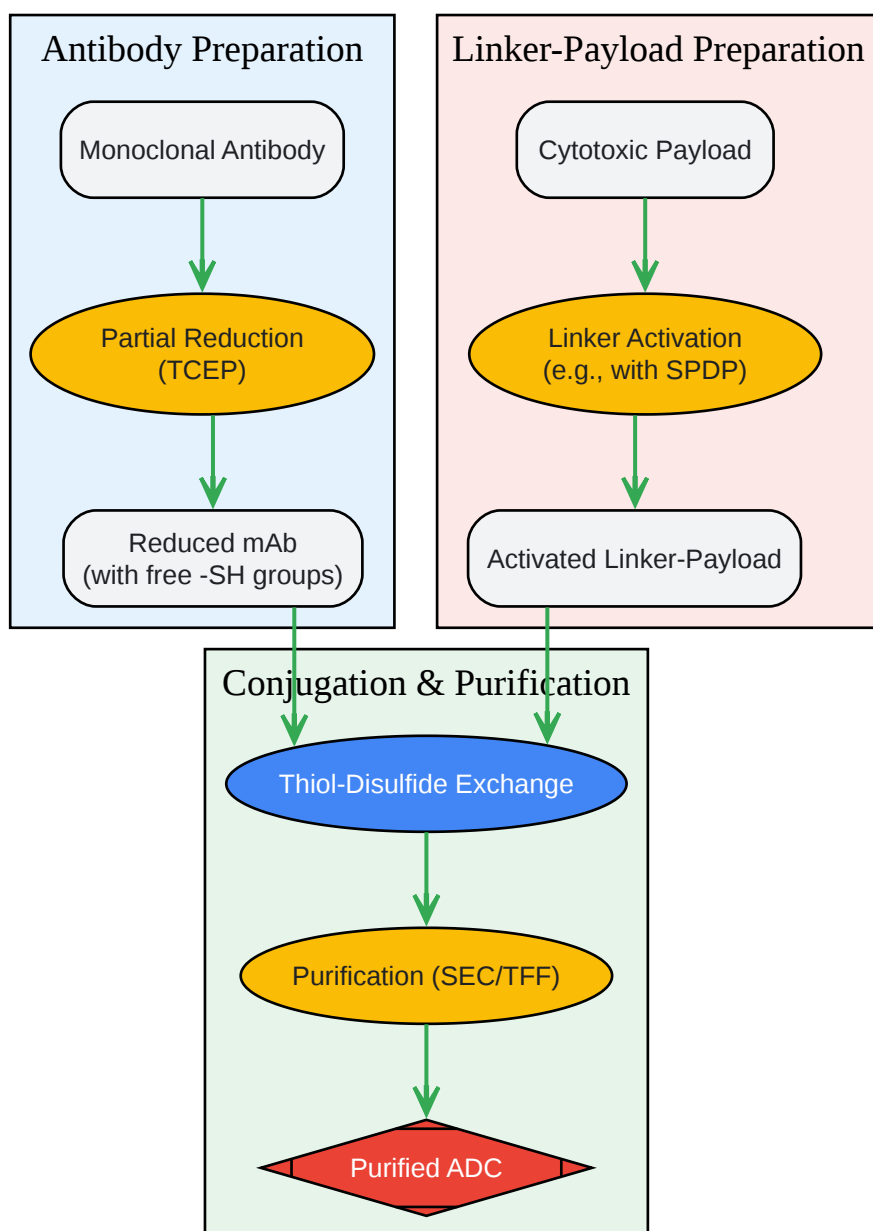 Antibody Preparation
Monoclonal Antibody
Partial Reduction
(TCEP)
Reduced mAb
(with free -SH groups)
Linker-Payload Preparation
Cytotoxic Payload
Linker Activation
(e.g., with SPDP)
Activated Linker-Payload
Conjugation & Purification
Thiol-Disulfide Exchange
Purification (SEC/TFF)
Purified ADC